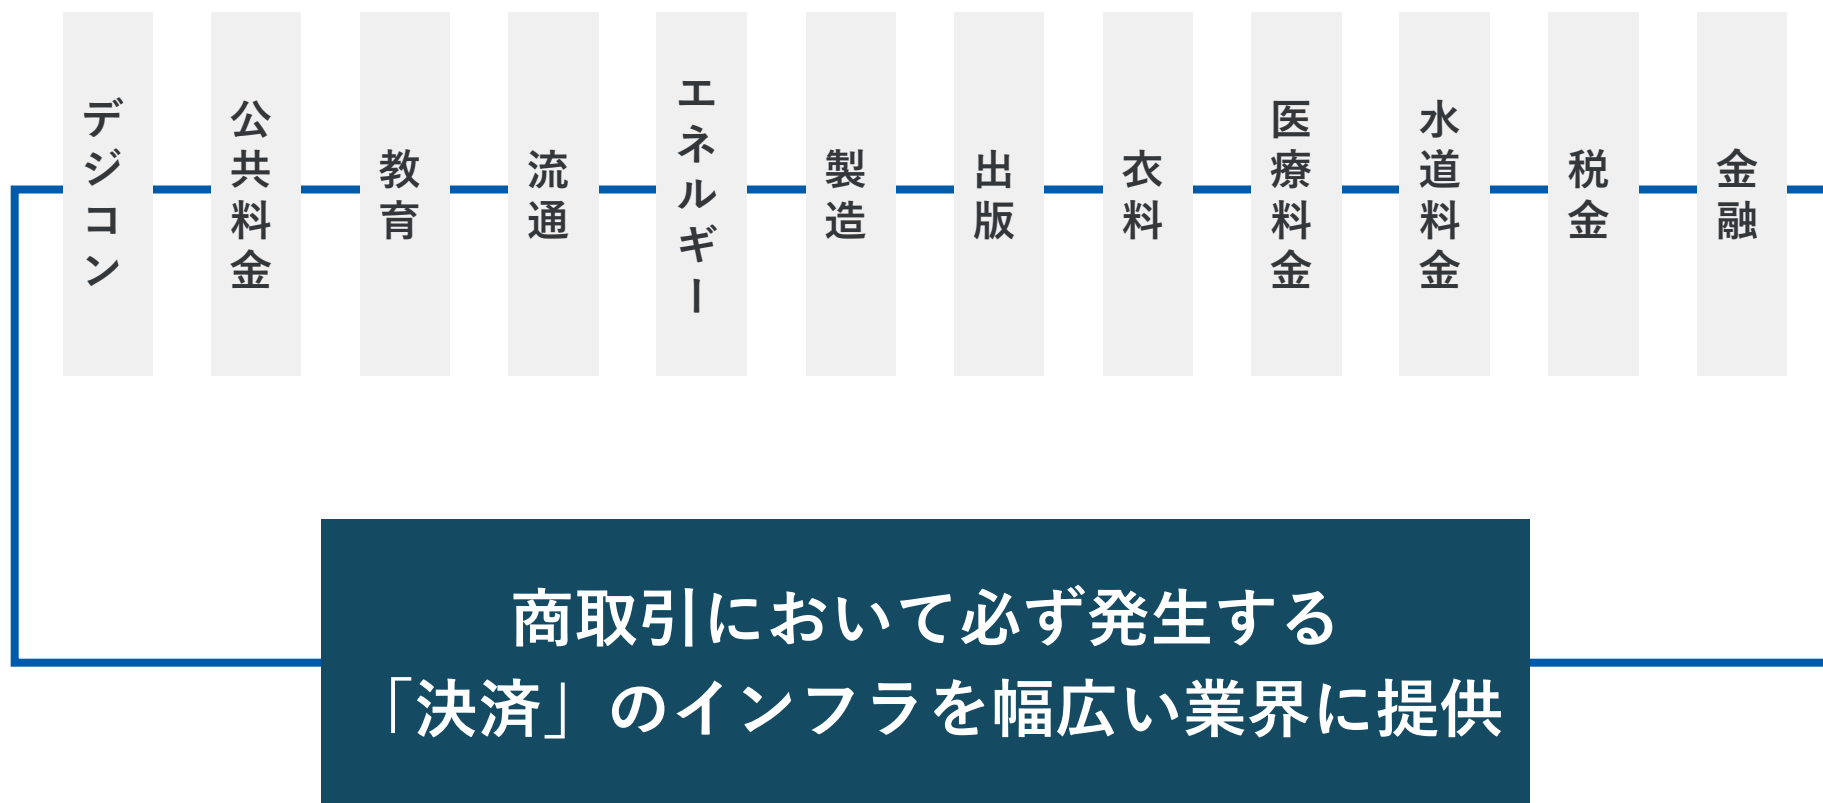 デジコン
公共料金
教育
流通
エネルギー
製造
出版
衣料
医療料金
水道料金
税金
金融
商取引において必ず発生する
「決済」のインフラを幅広い業界に提供